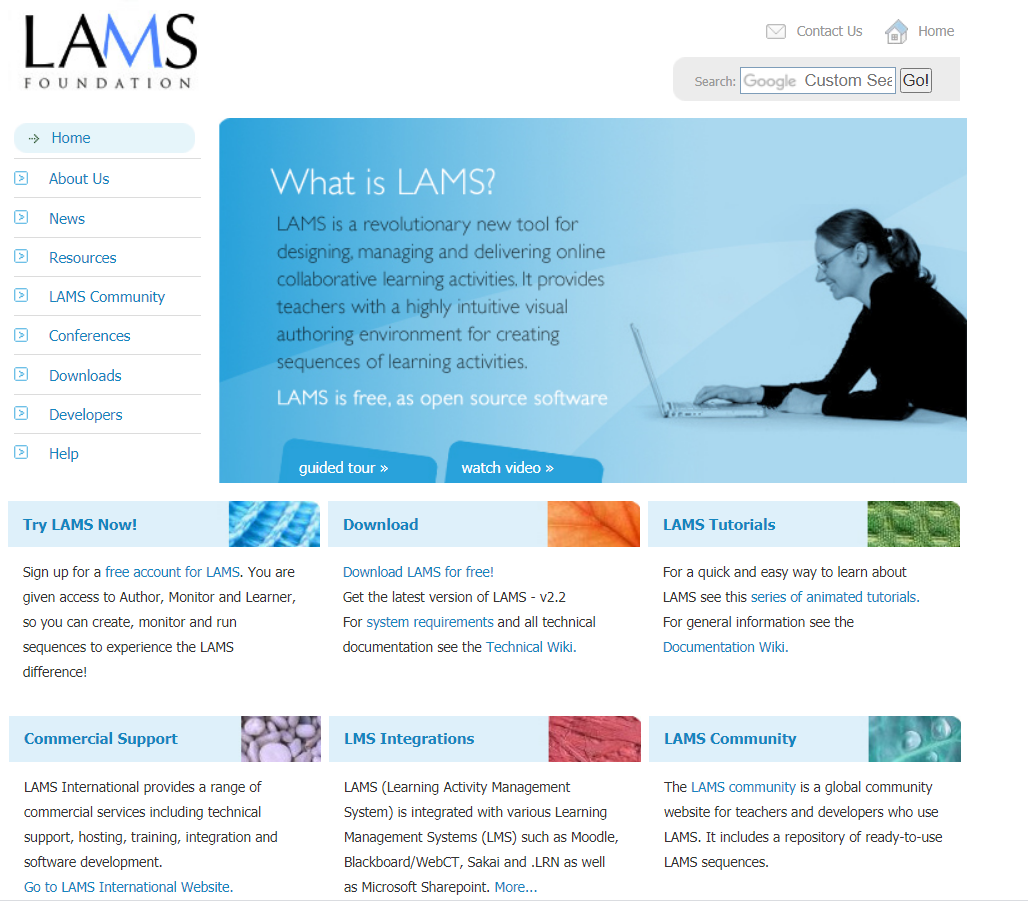 LAMS
FOUNDATION
Contact Us
Home
Search: Google Custom Sea Go!
Home
About Us
News
Resources
LAMS Community
Conferences
Downloads
Developers
Help
What is LAMS?
LAMS is a revolutionary new tool for
designing, managing and delivering online
collaborative learning activities. It provides
teachers with a highly intuitive visual
authoring environment for creating
sequences of learning activities.
LAMS is free, as open source software
guided tour »
watch video »
Try LAMS Now!
Sign up for a free account for LAMS. You are
given access to Author, Monitor and Learner,
so you can create, monitor and run
sequences to experience the LAMS
difference!
Download
Download LAMS for free!
Get the latest version of LAMS - v2.2
For system requirements and all technical
documentation see the Technical Wiki.
LAMS Tutorials
For a quick and easy way to learn about
LAMS see this series of animated tutorials.
For general information see the
Documentation Wiki.
Commercial Support
LAMS International provides a range of
commercial services including technical
support, hosting, training, integration and
software development.
Go to LAMS International Website.
LMS Integrations
LAMS (Learning Activity Management
System) is integrated with various Learning
Management Systems (LMS) such as Moodle,
Blackboard/WebCT, Sakai and .LRN as well
as Microsoft Sharepoint. More...
LAMS Community
The LAMS community is a global community
website for teachers and developers who use
LAMS. It includes a repository of ready-to-use
LAMS sequences.